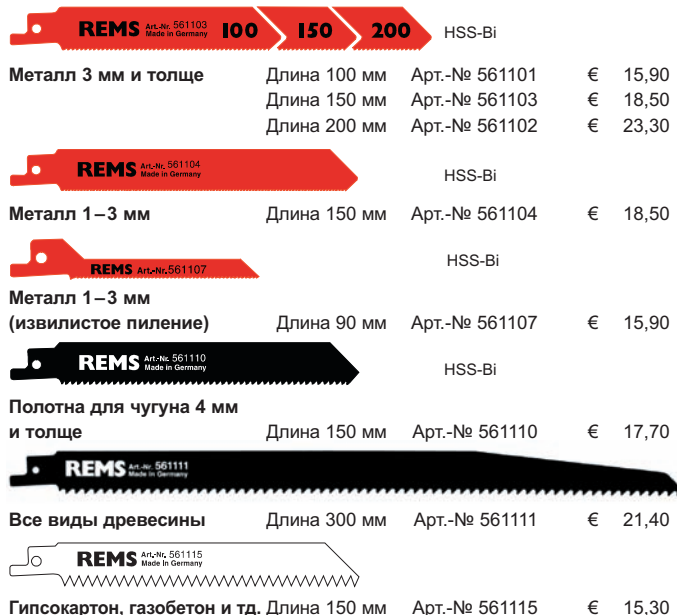 REMS Art.-Nr. 561103 Made in Germany 100 150 200 HSS-Bi
Металл 3 мм и толще Длина 100 мм Арт.-№ 561101 € 15,90
Длина 150 мм Арт.-№ 561103 € 18,50
Длина 200 мм Арт.-№ 561102 € 23,30
REMS Art.-Nr. 561104 Made in Germany HSS-Bi
Металл 1–3 мм Длина 150 мм Арт.-№ 561104 € 18,50
REMS Art.-Nr. 561107 HSS-Bi
Металл 1–3 мм
(извилистое пиление) Длина 90 мм Арт.-№ 561107 € 15,90
REMS Art.-Nr. 561110 Made in Germany HSS-Bi
Полотна для чугуна 4 мм
и толще Длина 150 мм Арт.-№ 561110 € 17,70
REMS Art.-Nr. 561111 Made in Germany
Все виды древесины Длина 300 мм Арт.-№ 561111 € 21,40
REMS Art.-Nr. 561115 Made in Germany
Гипсокартон, газобетон и тд. Длина 150 мм Арт.-№ 561115 € 15,30